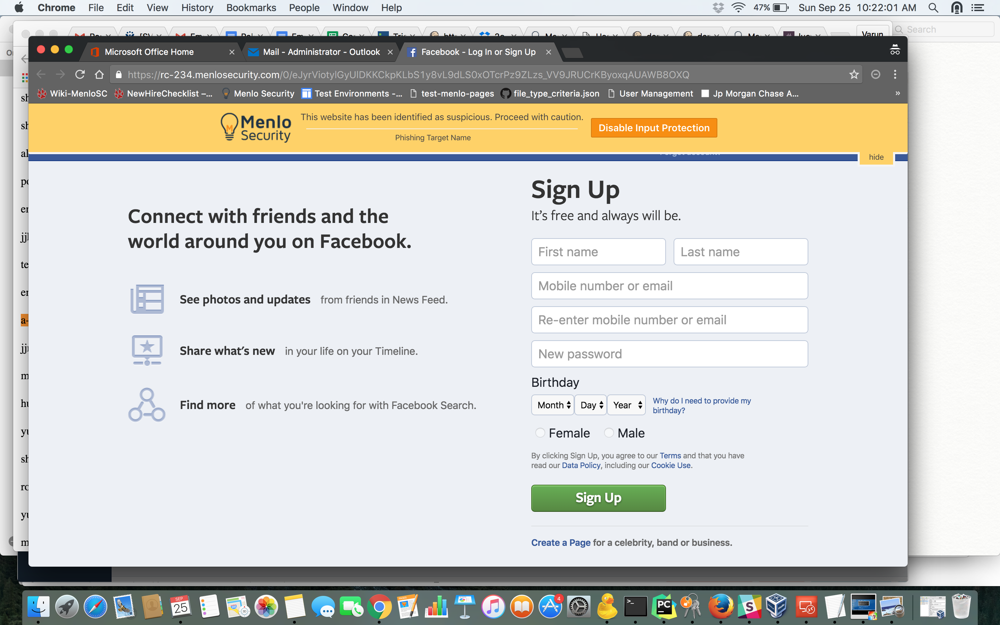 Chrome File Edit View History Bookmarks People Window Help
47% Sun Sep 25 10:22:01 AM
Varun
Search
Microsoft Office Home
Mail - Administrator - Outlook
Facebook - Log In or Sign Up
https://rc-234.menlosecurity.com/0/eJyrViotylGyUlDKKCkpKLbS1y8vL9dLS0xOTcrPz9ZLzs_VV9JRUCrKByoxqAUAWB8OXQ
Wiki-MenloSC NewHireChecklist –... Menlo Security Test Environments -... test-menlo-pages file_type_criteria.json User Management Jp Morgan Chase A... »
Menlo Security
This website has been identified as suspicious. Proceed with caution.
Phishing Target Name
Disable Input Protection
hide
Connect with friends and the
world around you on Facebook.
See photos and updates from friends in News Feed.
Share what's new in your life on your Timeline.
Find more of what you're looking for with Facebook Search.
Sign Up
It's free and always will be.
First name Last name
Mobile number or email
Re-enter mobile number or email
New password
Birthday
Month Day Year
Why do I need to provide my
birthday?
Female Male
By clicking Sign Up, you agree to our Terms and that you have
read our Data Policy, including our Cookie Use.
Sign Up
Create a Page for a celebrity, band or business.
SEP
25
PAGES
3D
4
>_
PC
S
7